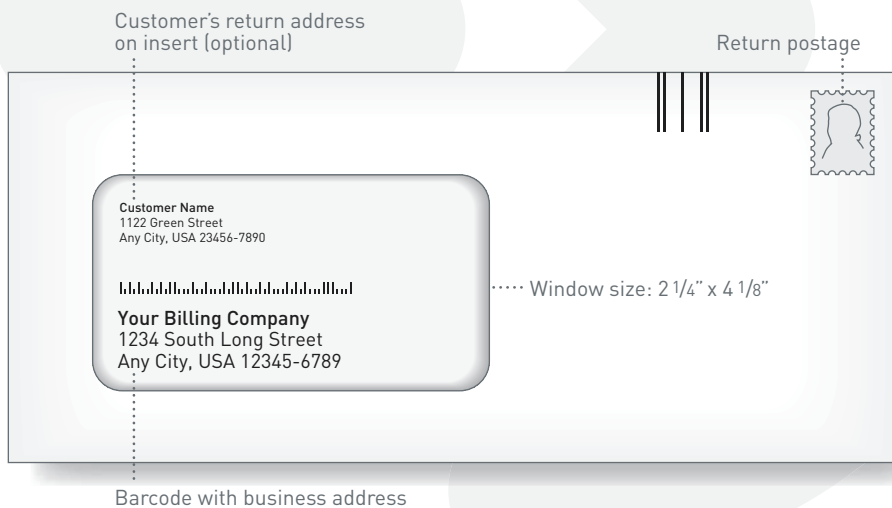 Customer’s return address
on insert (optional)
Return postage
Customer Name
1122 Green Street
Any City, USA 23456-7890
Window size: 2 1/4” x 4 1/8”
Your Billing Company
1234 South Long Street
Any City, USA 12345-6789
Barcode with business address